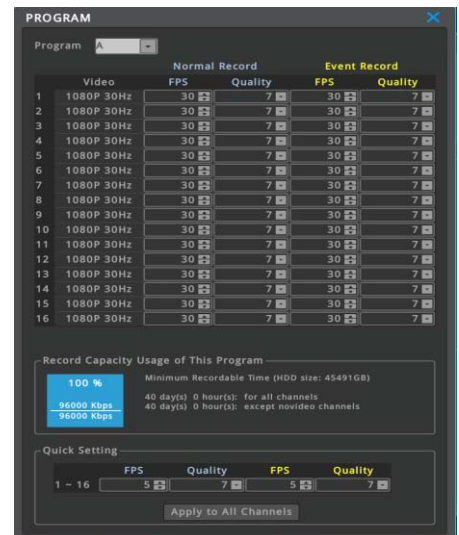 PROGRAM
Program A
Normal Record Event Record
Video FPS Quality FPS Quality
1 1080P 30Hz 30 7 30 7
2 1080P 30Hz 30 7 30 7
3 1080P 30Hz 30 7 30 7
4 1080P 30Hz 30 7 30 7
5 1080P 30Hz 30 7 30 7
6 1080P 30Hz 30 7 30 7
7 1080P 30Hz 30 7 30 7
8 1080P 30Hz 30 7 30 7
9 1080P 30Hz 30 7 30 7
10 1080P 30Hz 30 7 30 7
11 1080P 30Hz 30 7 30 7
12 1080P 30Hz 30 7 30 7
13 1080P 30Hz 30 7 30 7
14 1080P 30Hz 30 7 30 7
15 1080P 30Hz 30 7 30 7
16 1080P 30Hz 30 7 30 7
Record Capacity Usage of This Program
100 %
96000 Kbps
96000 Kbps
Minimum Recordable Time (HDD size: 45491GB)
40 day(s) 0 hour(s): for all channels
40 day(s) 0 hour(s): except novideo channels
Quick Setting
FPS Quality FPS Quality
1 ~ 16 5 7 5 7
Apply to All Channels